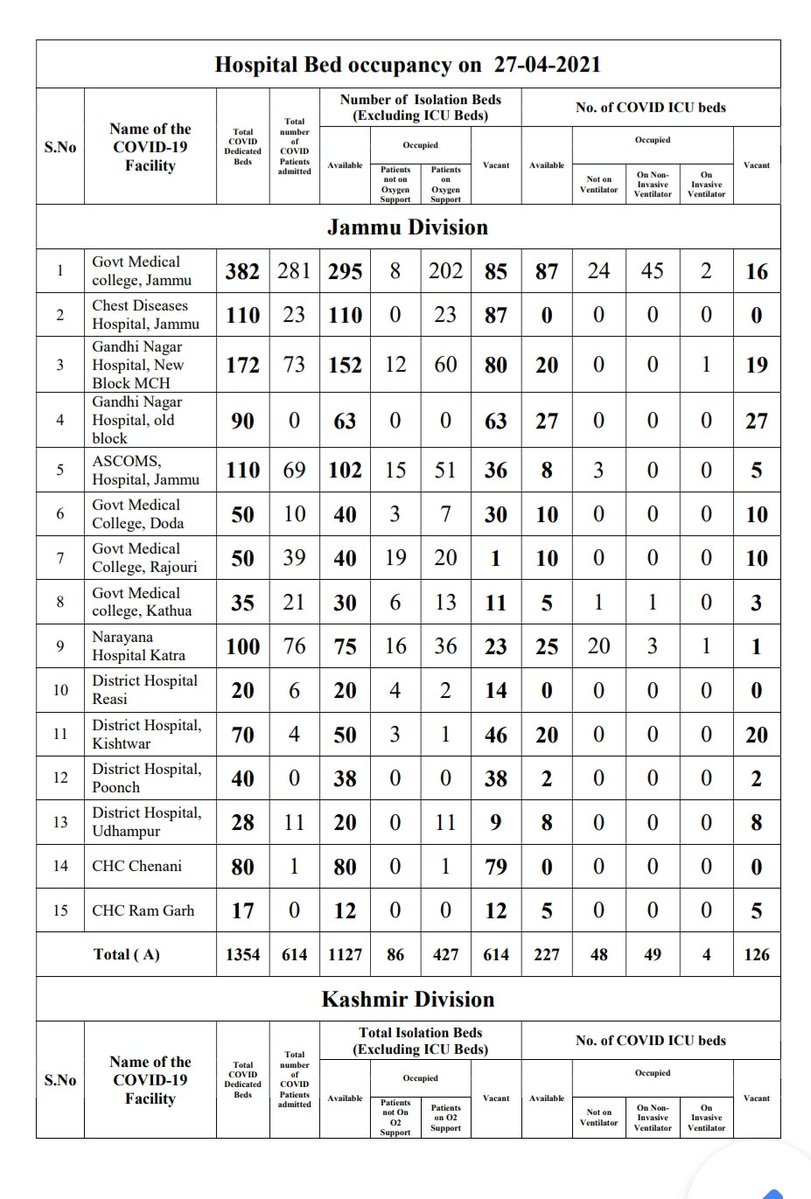 Hospital Bed occupancy on 27-04-2021
S.No
Name of the
COVID-19
Facility
Total
COVID
Dedicated
Beds
Total
number
of
COVID
Patients
admitted
Number of Isolation Beds
(Excluding ICU Beds)
No. of COVID ICU beds
Available
Occupied
Patients
not on
Oxygen
Support
Patients
on
Oxygen
Support
Vacant
Available
Occupied
Not on
Ventilator
On Non-
Invasive
Ventilator
On
Invasive
Ventilator
Vacant
Jammu Division
1 Govt Medical
college, Jammu 382 281 295 8 202 85 87 24 45 2 16
2 Chest Diseases
Hospital, Jammu 110 23 110 0 23 87 0 0 0 0 0
3 Gandhi Nagar
Hospital, New
Block MCH 172 73 152 12 60 80 20 0 0 1 19
4 Gandhi Nagar
Hospital, old
block 90 0 63 0 0 63 27 0 0 0 27
5 ASCOMS,
Hospital, Jammu 110 69 102 15 51 36 8 3 0 0 5
6 Govt Medical
College, Doda 50 10 40 3 7 30 10 0 0 0 10
7 Govt Medical
College, Rajouri 50 39 40 19 20 1 10 0 0 0 10
8 Govt Medical
college, Kathua 35 21 30 6 13 11 5 1 1 0 3
9 Narayana
Hospital Katra 100 76 75 16 36 23 25 20 3 1 1
10 District Hospital
Reasi 20 6 20 4 2 14 0 0 0 0 0
11 District Hospital,
Kishtwar 70 4 50 3 1 46 20 0 0 0 20
12 District Hospital,
Poonch 40 0 38 0 0 38 2 0 0 0 2
13 District Hospital,
Udhampur 28 11 20 0 11 9 8 0 0 0 8
14 CHC Chenani 80 1 80 0 1 79 0 0 0 0 0
15 CHC Ram Garh 17 0 12 0 0 12 5 0 0 0 5
Total ( A) 1354 614 1127 86 427 614 227 48 49 4 126
Kashmir Division
S.No
Name of the
COVID-19
Facility
Total
COVID
Dedicated
Beds
Total
number
of
COVID
Patients
admitted
Total Isolation Beds
(Excluding ICU Beds)
No. of COVID ICU beds
Available
Occupied
Patients
not On
O2
Support
Patients
on O2
Support
Vacant
Available
Occupied
Not on
Ventilator
On Non-
Invasive
Ventilator
On
Invasive
Ventilator
Vacant